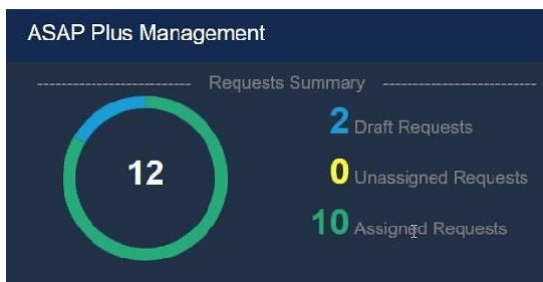 ASAP Plus Management
Requests Summary
12
2 Draft Requests
0 Unassigned Requests
10 Assigned Requests